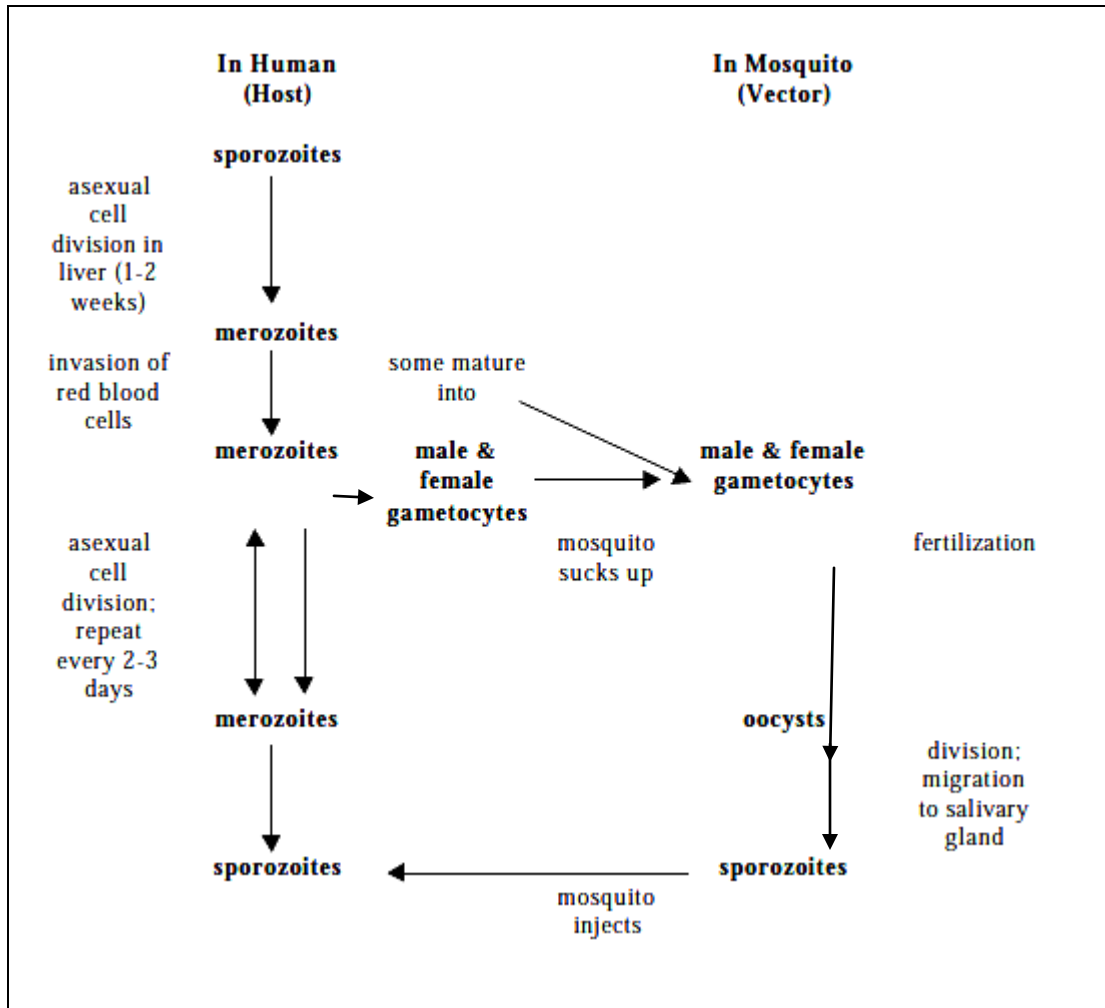 In Human
(Host)
In Mosquito
(Vector)
sporozoites
asexual
cell
division in
liver (1-2
weeks)
merozoites
invasion of
red blood
cells
some mature
into
merozoites
male &
female
gametocytes
male & female
gametocytes
asexual
cell
division;
repeat
every 2-3
days
mosquito
sucks up
fertilization
merozoites
oocysts
division;
migration
to salivary
gland
sporozoites
sporozoites
mosquito
injects